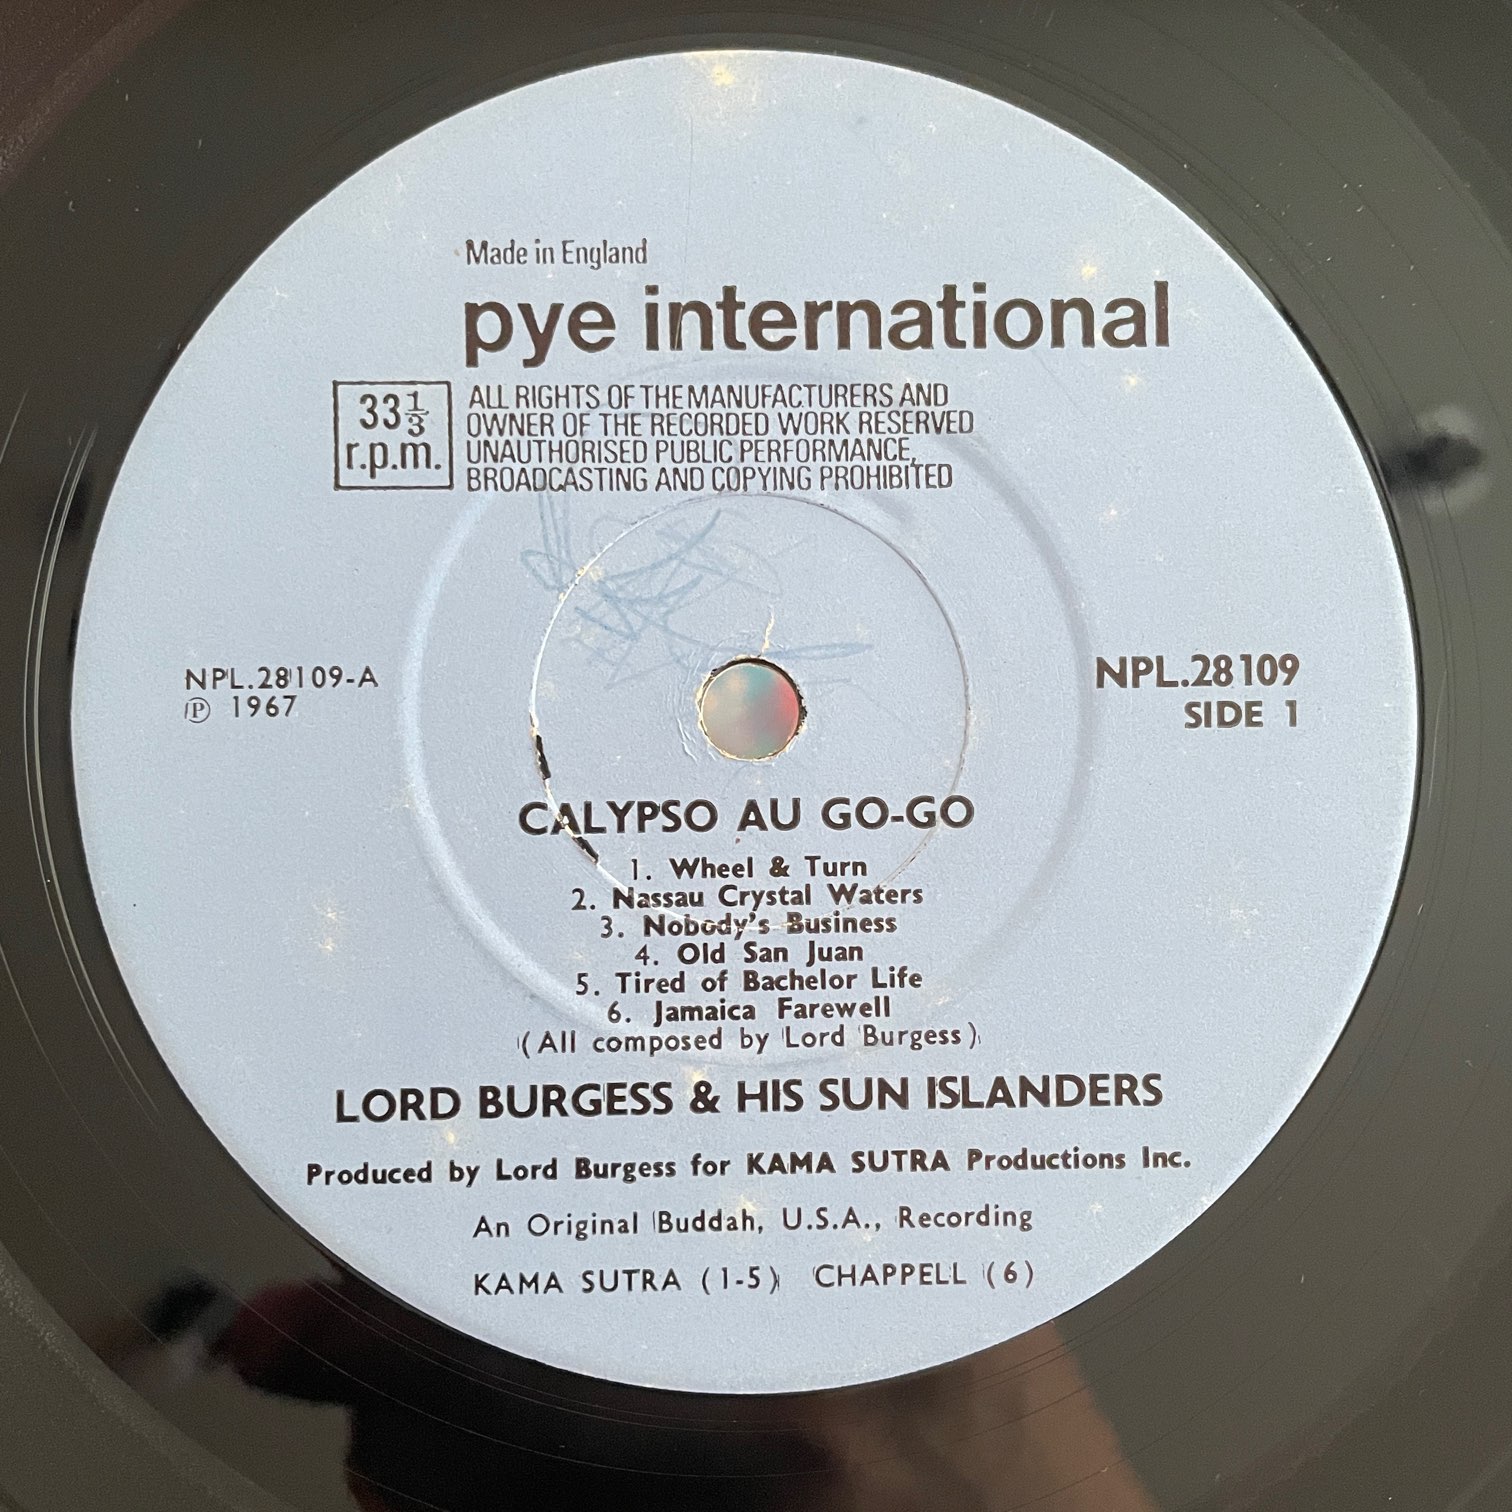 Made in England
pye international
33⅓
r.p.m.
ALL RIGHTS OF THE MANUFACTURERS AND
OWNER OF THE RECORDED WORK RESERVED
UNAUTHORISED PUBLIC PERFORMANCE,
BROADCASTING AND COPYING PROHIBITED
NPL.28109-A
℗ 1967
NPL.28109
SIDE 1
CALYPSO AU GO-GO
1. Wheel & Turn
2. Nassau Crystal Waters
3. Nobody's Business
4. Old San Juan
5. Tired of Bachelor Life
6. Jamaica Farewell
(All composed by Lord Burgess)
LORD BURGESS & HIS SUN ISLANDERS
Produced by Lord Burgess for KAMA SUTRA Productions Inc.
An Original Buddah, U.S.A., Recording
KAMA SUTRA (1-5) CHAPPELL (6)